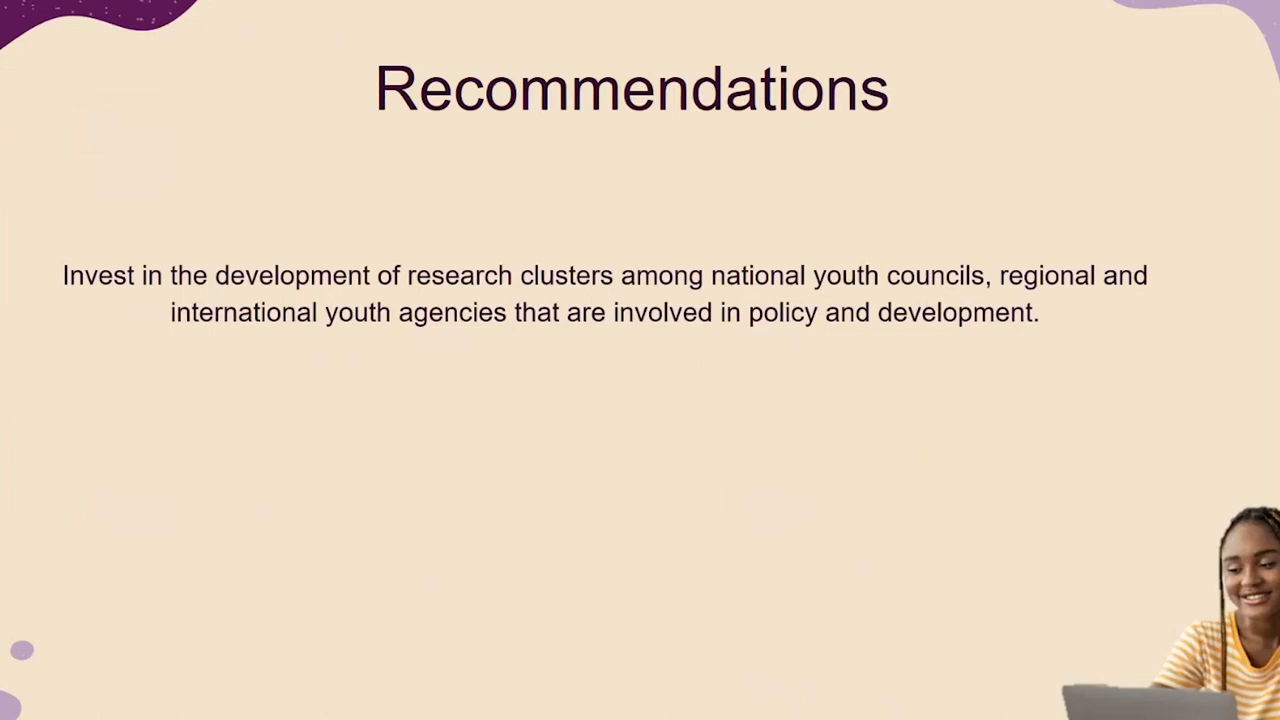 Recommendations
Invest in the development of research clusters among national youth councils, regional and
international youth agencies that are involved in policy and development.